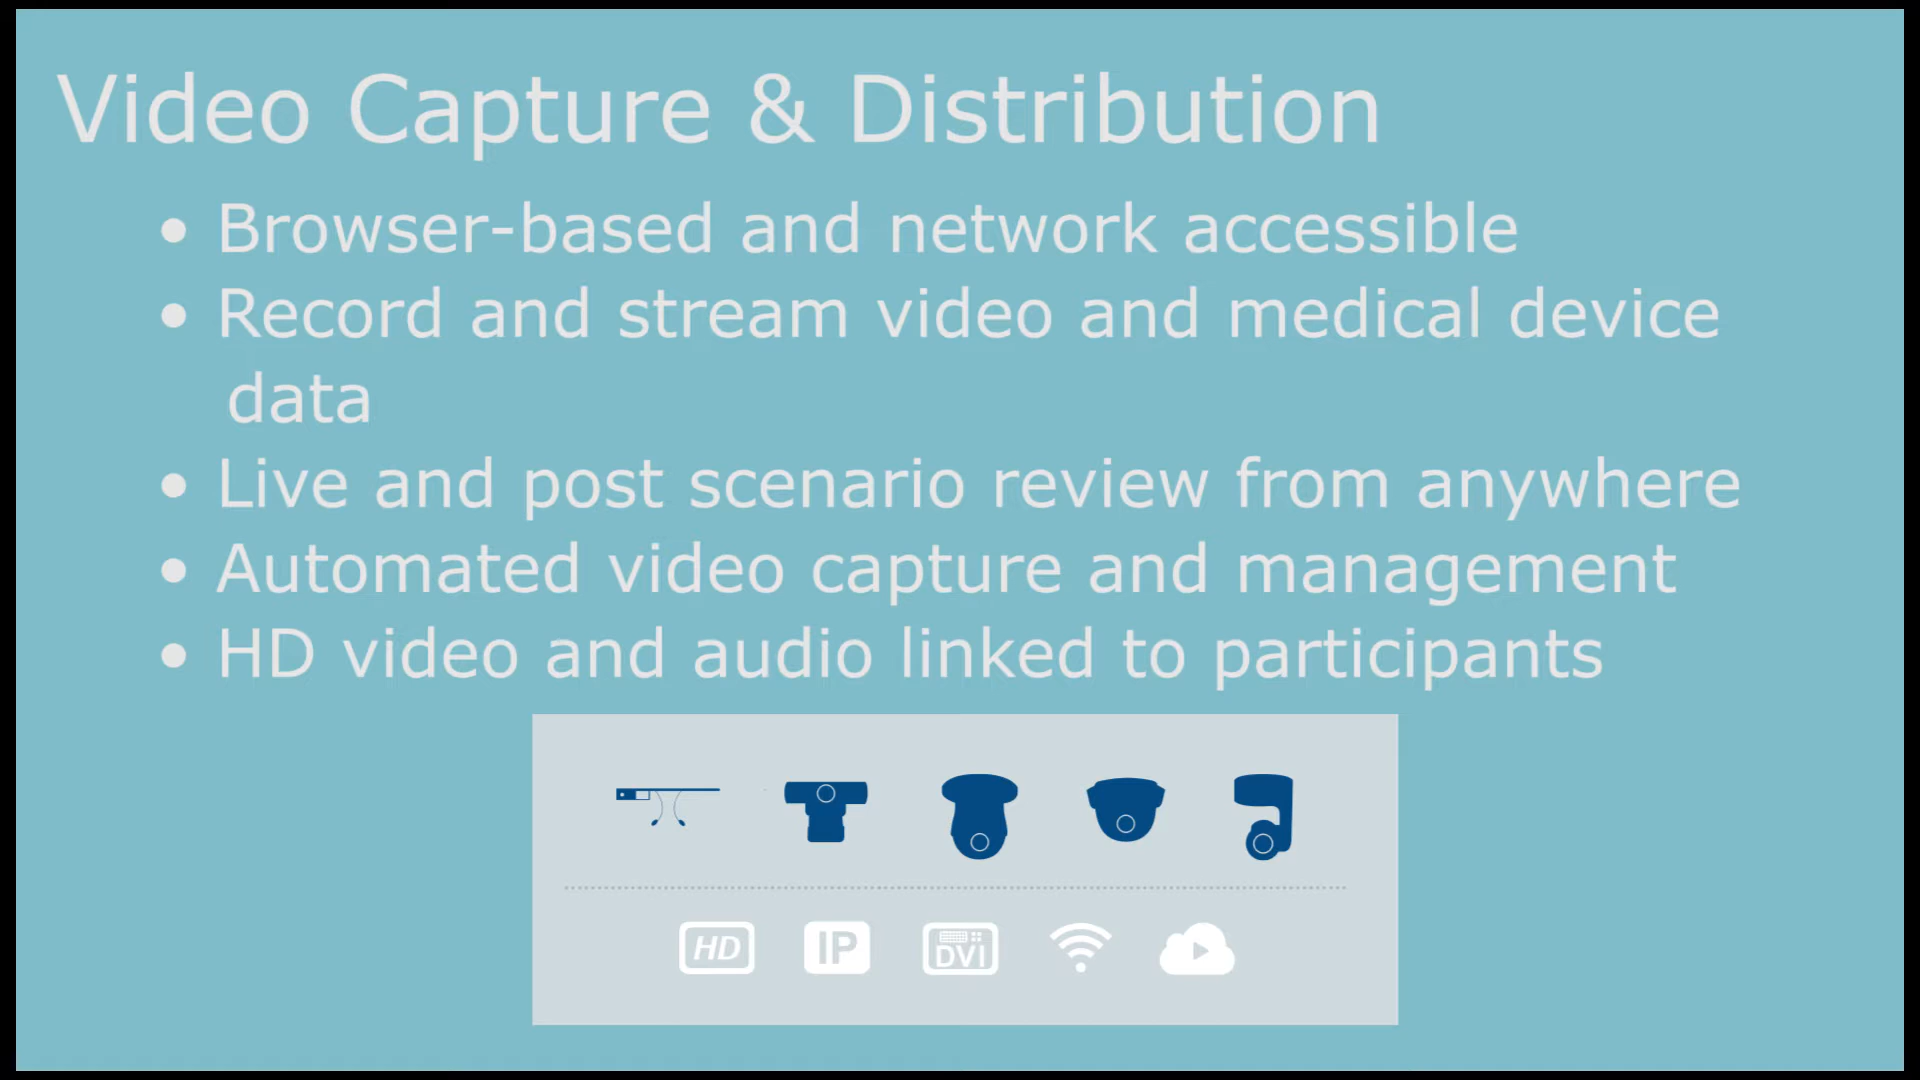 Video Capture & Distribution
• Browser-based and network accessible
• Record and stream video and medical device
data
• Live and post scenario review from anywhere
• Automated video capture and management
• HD video and audio linked to participants
HD IP DVI